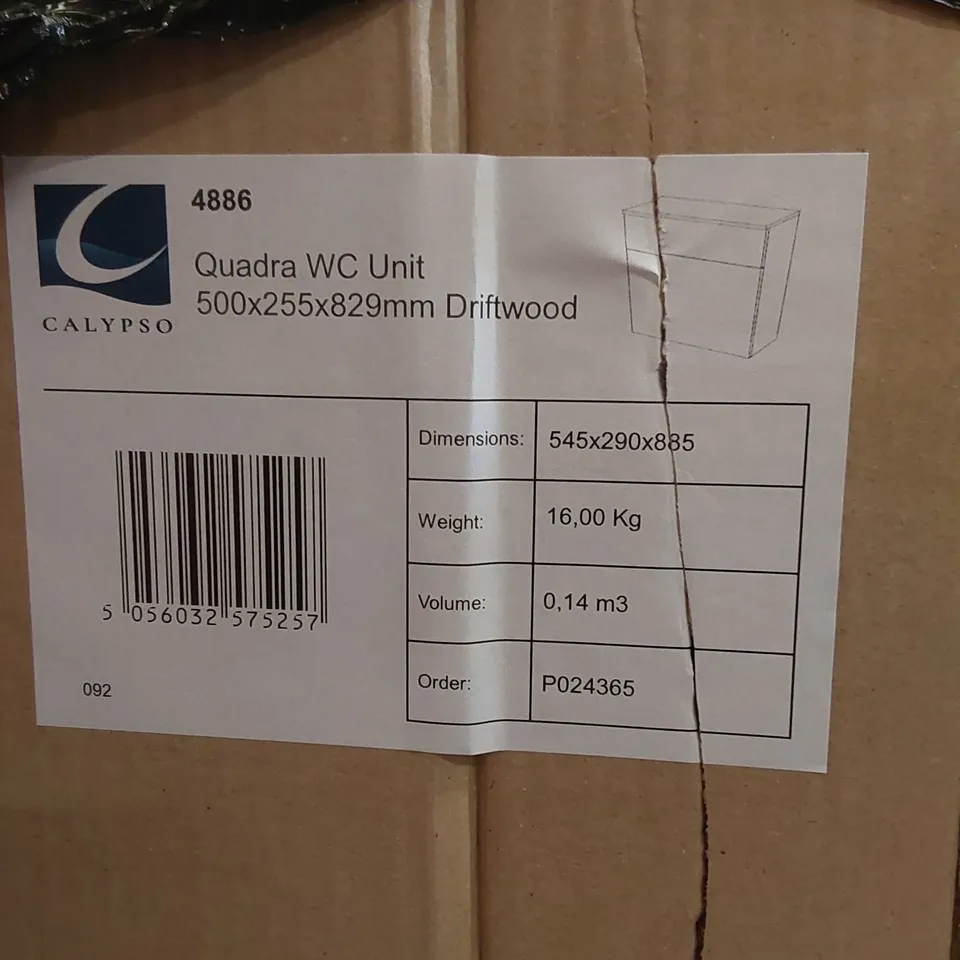 4886
Quadra WC Unit
500x255x829mm Driftwood
CALYPSO
Dimensions: 545x290x885
Weight: 16,00 Kg
Volume: 0,14 m3
Order: P024365
5 056032 575257
092